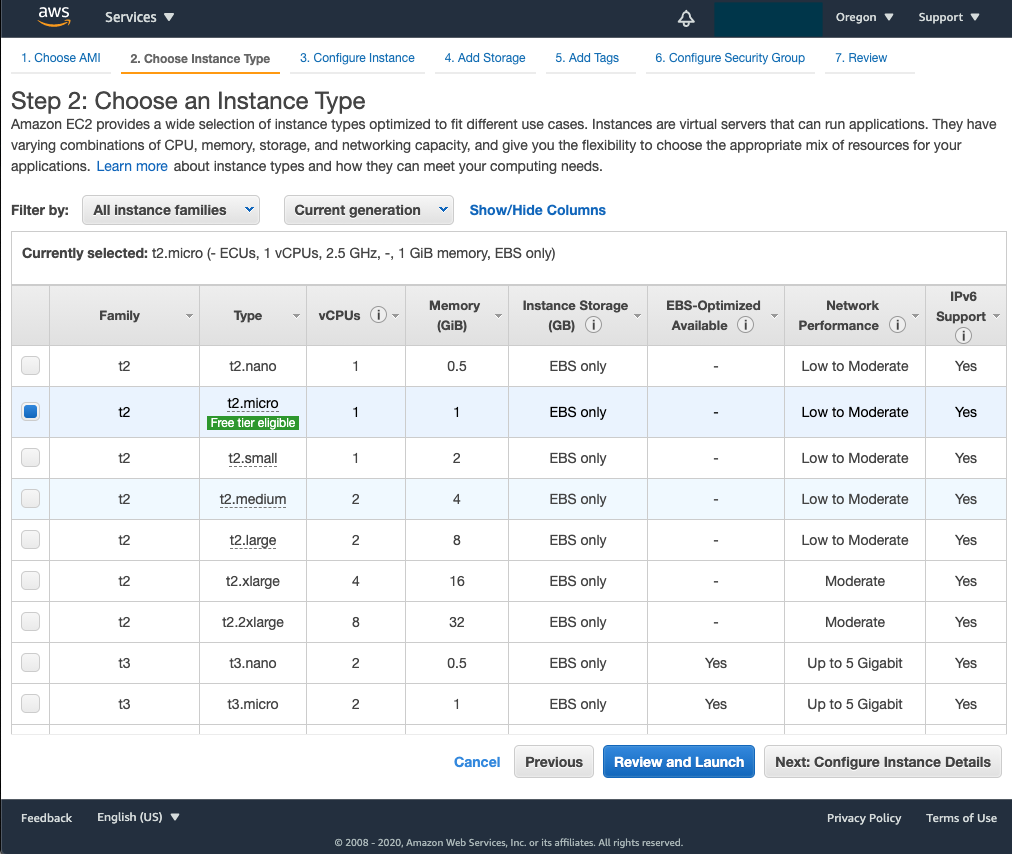 aws Services Oregon Support
1. Choose AMI 2. Choose Instance Type 3. Configure Instance 4. Add Storage 5. Add Tags 6. Configure Security Group 7. Review
Step 2: Choose an Instance Type
Amazon EC2 provides a wide selection of instance types optimized to fit different use cases. Instances are virtual servers that can run applications. They have
varying combinations of CPU, memory, storage, and networking capacity, and give you the flexibility to choose the appropriate mix of resources for your
applications. Learn more about instance types and how they can meet your computing needs.
Filter by: All instance families Current generation Show/Hide Columns
Currently selected: t2.micro (- ECUs, 1 vCPUs, 2.5 GHz, -, 1 GiB memory, EBS only)
Family Type vCPUs i Memory (GiB) Instance Storage (GB) i EBS-Optimized Available i Network Performance i IPv6 Support i
t2 t2.nano 1 0.5 EBS only - Low to Moderate Yes
t2 t2.micro Free tier eligible 1 1 EBS only - Low to Moderate Yes
t2 t2.small 1 2 EBS only - Low to Moderate Yes
t2 t2.medium 2 4 EBS only - Low to Moderate Yes
t2 t2.large 2 8 EBS only - Low to Moderate Yes
t2 t2.xlarge 4 16 EBS only - Moderate Yes
t2 t2.2xlarge 8 32 EBS only - Moderate Yes
t3 t3.nano 2 0.5 EBS only Yes Up to 5 Gigabit Yes
t3 t3.micro 2 1 EBS only Yes Up to 5 Gigabit Yes
Cancel Previous Review and Launch Next: Configure Instance Details
Feedback English (US) Privacy Policy Terms of Use
© 2008 - 2020, Amazon Web Services, Inc. or its affiliates. All rights reserved.